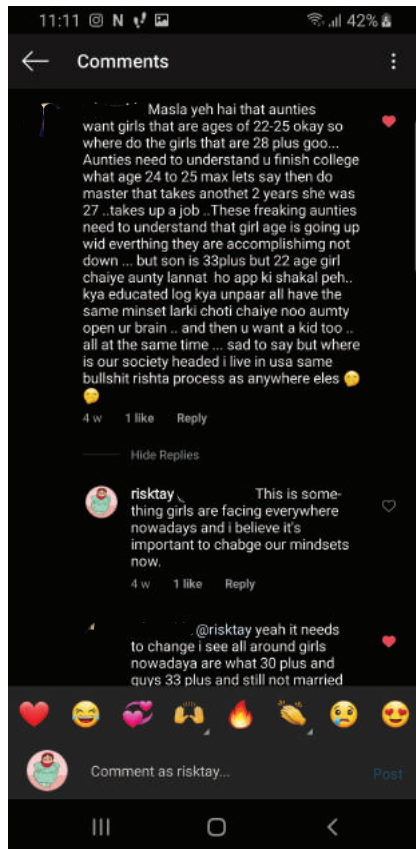 11:11 N 42%
Comments
Masla yeh hai that aunties
want girls that are ages of 22-25 okay so
where do the girls that are 28 plus goo...
Aunties need to understand u finish college
what age 24 to 25 max lets say then do
master that takes anothet 2 years she was
27 ..takes up a job ..These freaking aunties
need to understand that girl age is going up
wid everthing they are accomplishimg not
down ... but son is 33plus but 22 age girl
chaiye aunty lannat ho app ki shakal peh..
kya educated log kya unpaar all have the
same minset larki choti chaiye noo aumty
open ur brain .. and then u want a kid too ..
all at the same time ... sad to say but where
is our society headed i live in usa same
bullshit rishta process as anywhere eles 🤭
🤭
4 w 1 like Reply
Hide Replies
risktay This is some-
thing girls are facing everywhere
nowadays and i believe it's
important to chabge our mindsets
now.
4 w 1 like Reply
@risktay yeah it needs
to change i see all around girls
nowadaya are what 30 plus and
guys 33 plus and still not married
Comment as risktay... Post